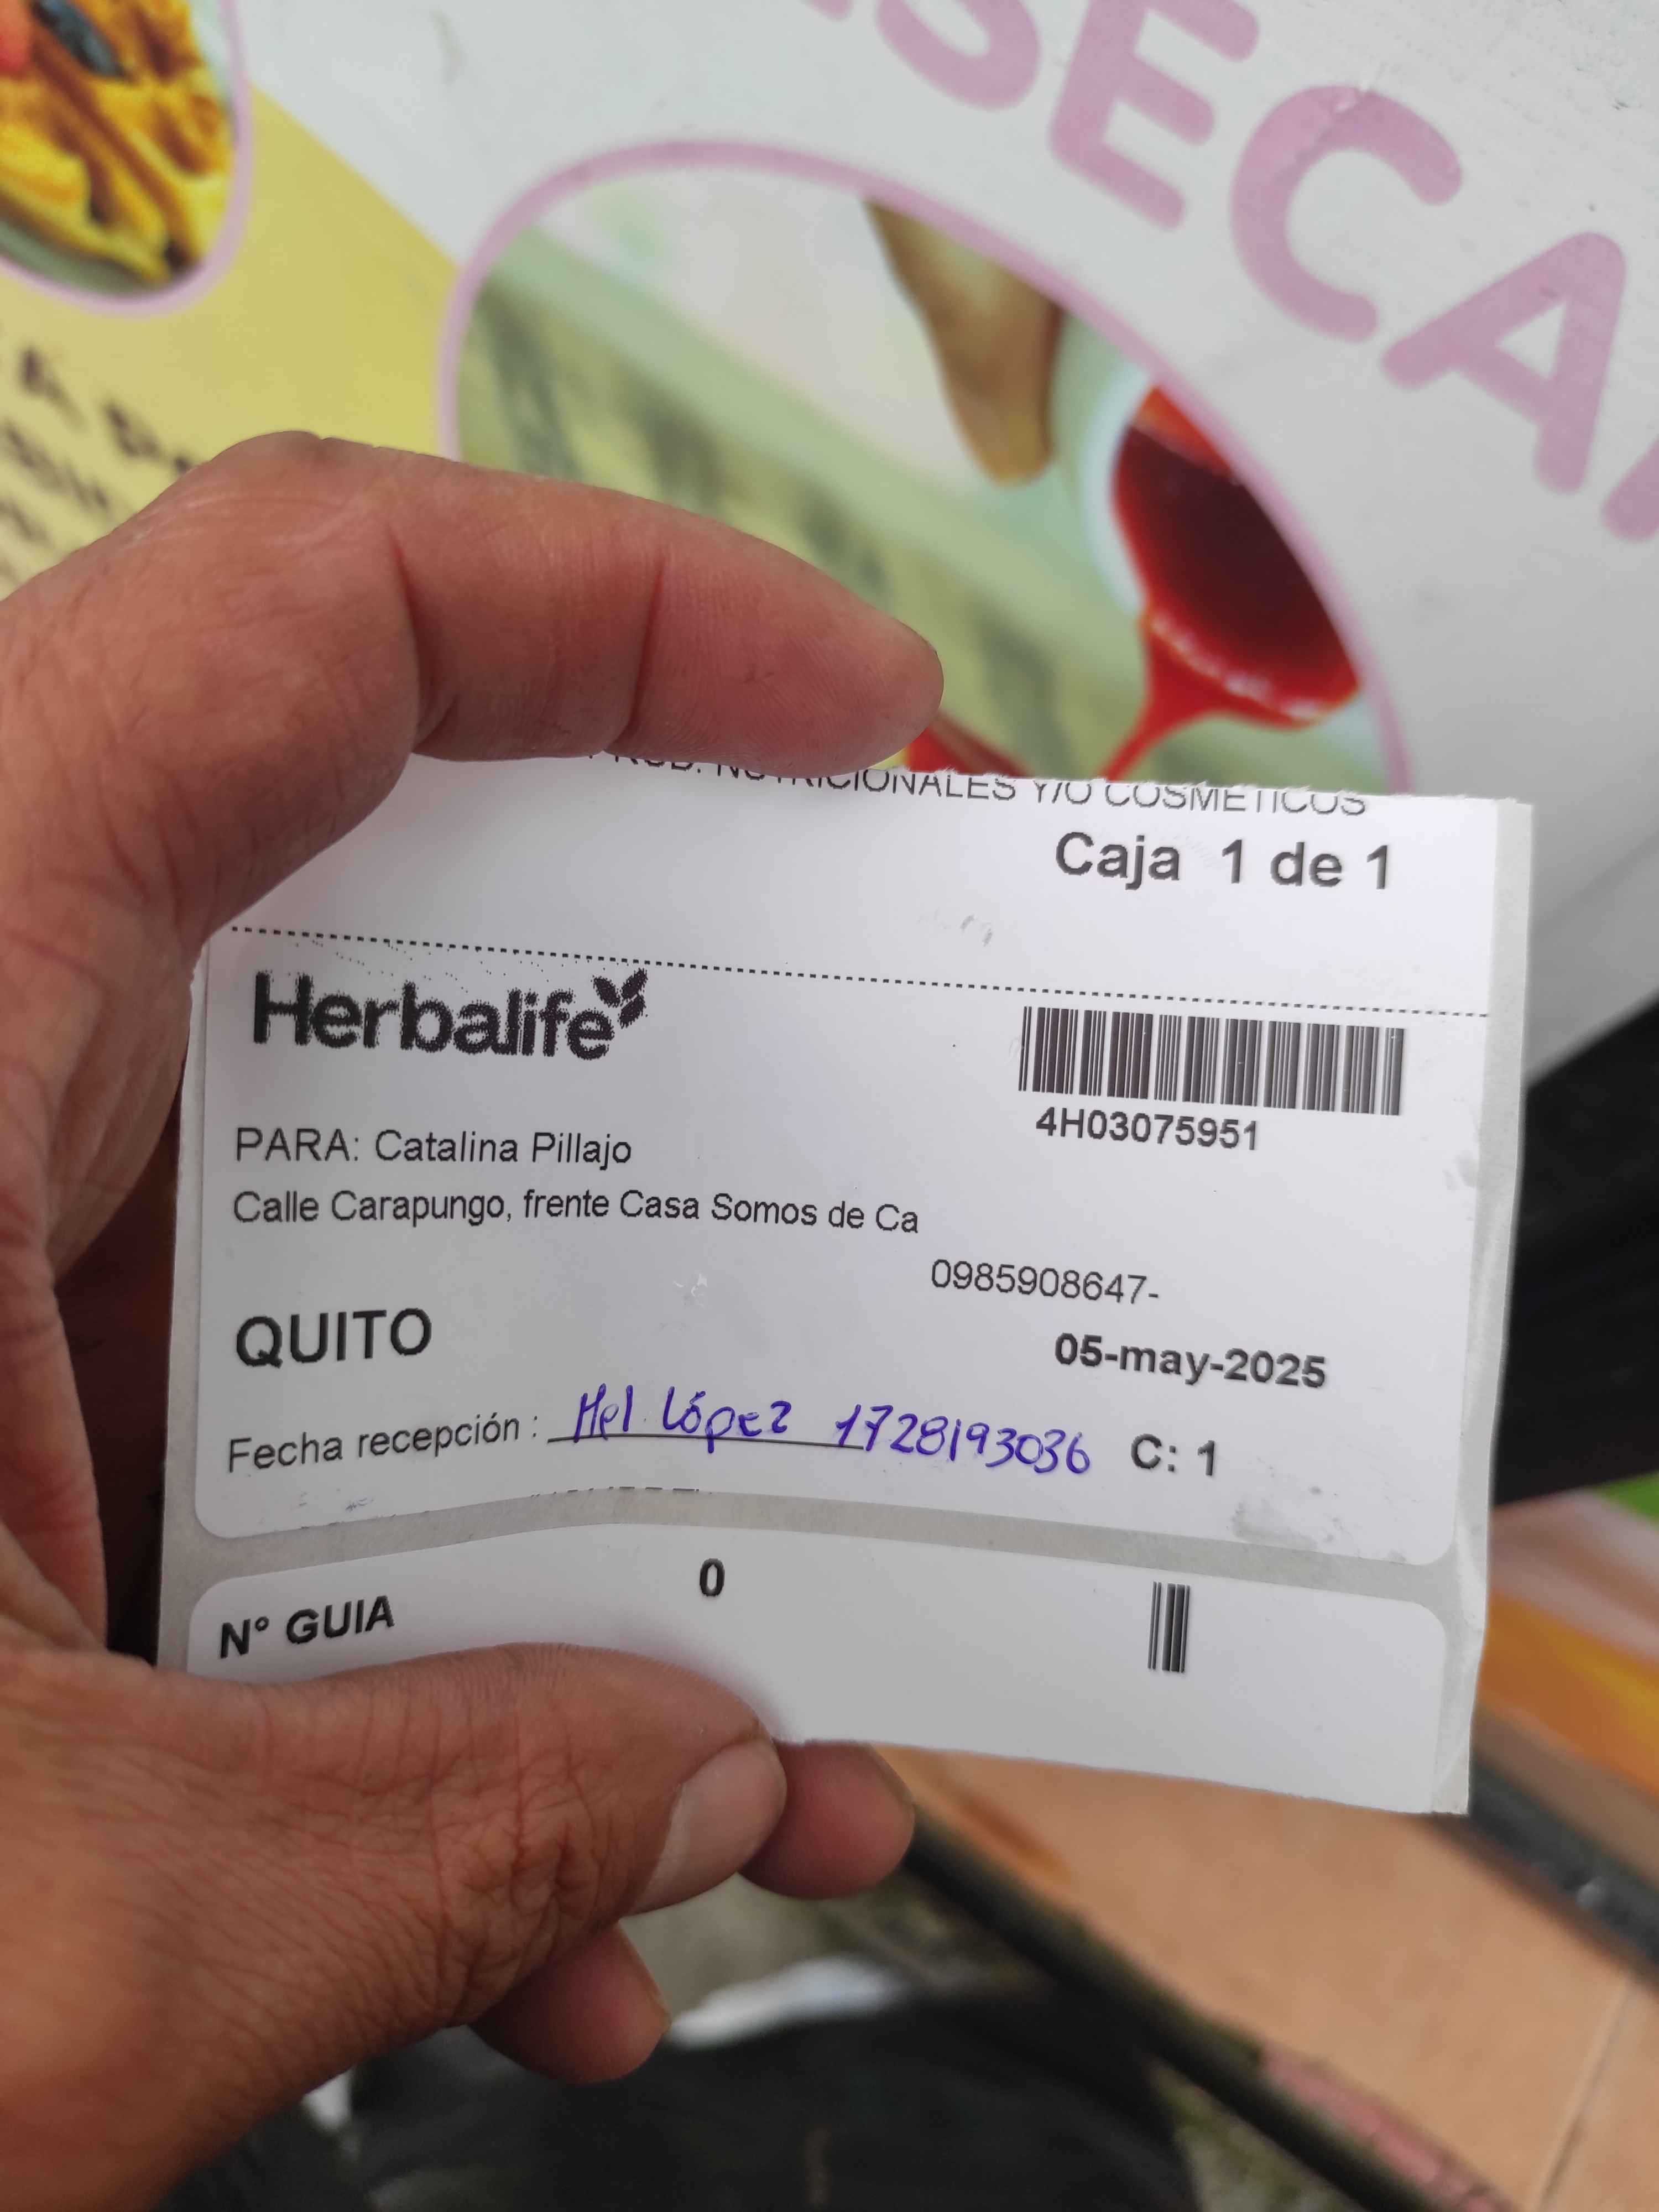 SECA
PROD. NUTRICIONALES Y/O COSMETICOS
Caja 1 de 1
Herbalife
4H03075951
PARA: Catalina Pillajo
Calle Carapungo, frente Casa Somos de Ca
0985908647-
QUITO
05-may-2025
Fecha recepción : Mel López 1728193036 C: 1
N° GUIA 0